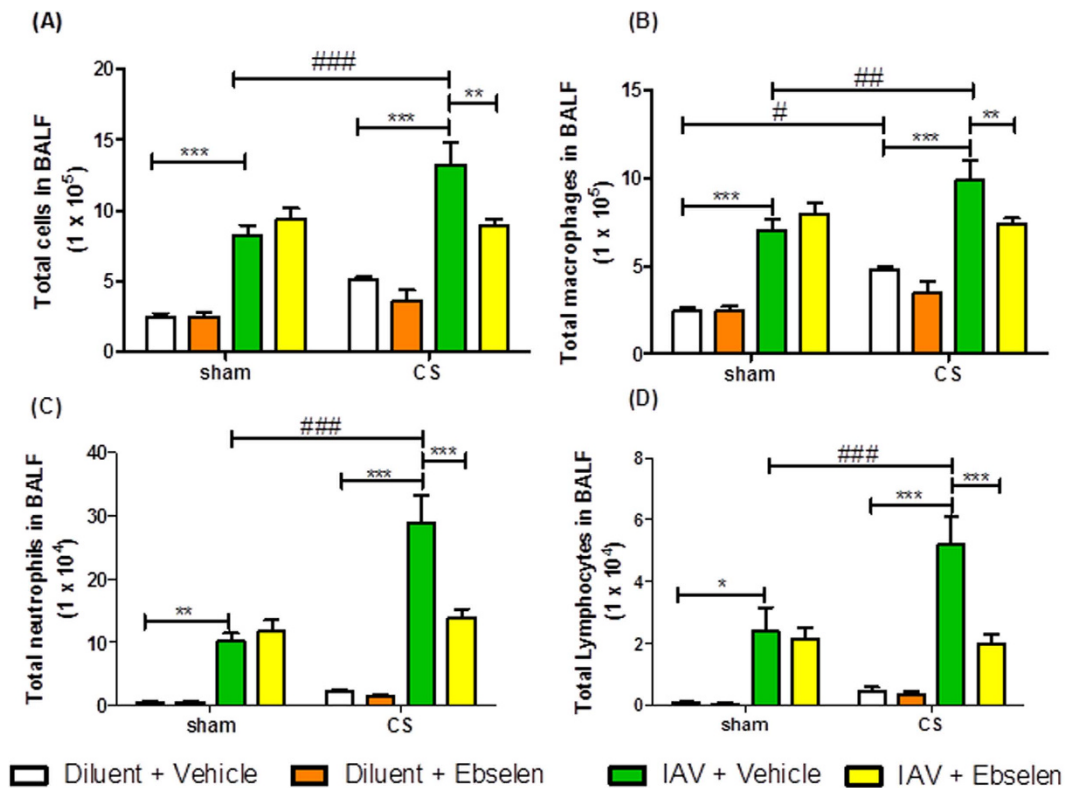 (A)
Total cells in BALF
(1 x 10⁵)
20
15
10
5
0
***
###
***
**
sham
CS
(B)
Total macrophages in BALF
(1 x 10⁵)
15
10
5
0
***
#
##
***
**
sham
CS
(C)
Total neutrophils in BALF
(1 x 10⁴)
40
30
20
10
0
**
###
***
***
sham
CS
(D)
Total Lymphocytes in BALF
(1 x 10⁴)
8
6
4
2
0
*
###
***
***
sham
CS
Diluent + Vehicle
Diluent + Ebselen
IAV + Vehicle
IAV + Ebselen